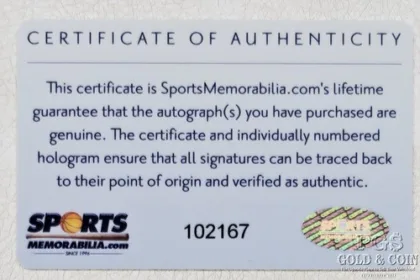 CERTIFICATE OF AUTHENTICITY
This certificate is SportsMemorabilia.com's lifetime
guarantee that the autograph(s) you have purchased are
genuine. The certificate and individually numbered
hologram ensure that all signatures can be traced back
to their point of origin and verified as authentic.
SPORTS
MEMORABILIA.com
SINCE 1996
102167
GOLD & COIN